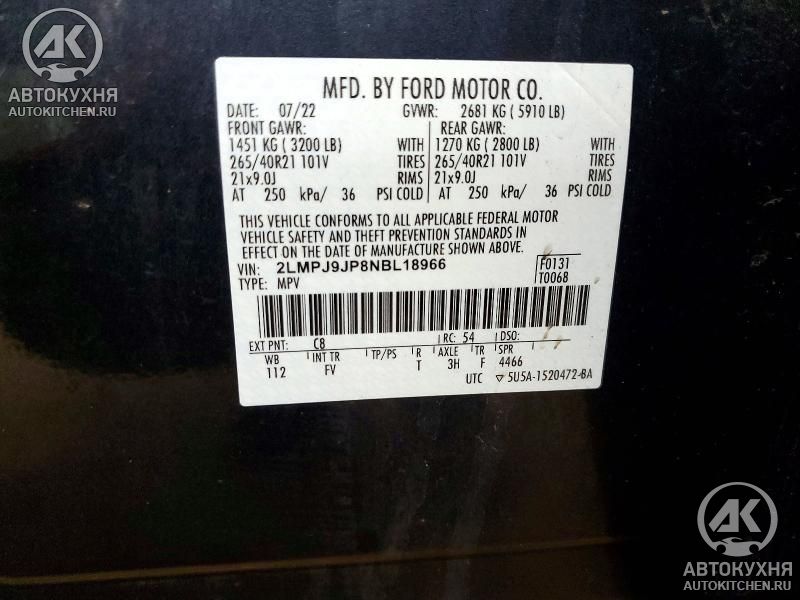 AK
АВТОКУХНЯ
AUTOKITCHEN.RU
MFD. BY FORD MOTOR CO.
DATE: 07/22 GVWR: 2681 KG ( 5910 LB)
FRONT GAWR: REAR GAWR:
1451 KG ( 3200 LB) WITH 1270 KG ( 2800 LB) WITH
265/40R21 101V TIRES 265/40R21 101V TIRES
21x9.0J RIMS 21x9.0J RIMS
AT 250 kPa/ 36 PSI COLD AT 250 kPa/ 36 PSI COLD
THIS VEHICLE CONFORMS TO ALL APPLICABLE FEDERAL MOTOR
VEHICLE SAFETY AND THEFT PREVENTION STANDARDS IN
EFFECT ON THE DATE OF MANUFACTURE SHOWN ABOVE.
VIN: 2LMPJ9JP8NBL18966 F0131
TYPE: MPV T0068
EXT PNT: C8 RC: 54 DSO:
WB INT TR TP/PS R AXLE TR SPR
112 FV T 3H F 4466
UTC ▽5U5A-1520472-BA
AK
АВТОКУХНЯ
AUTOKITCHEN.RU